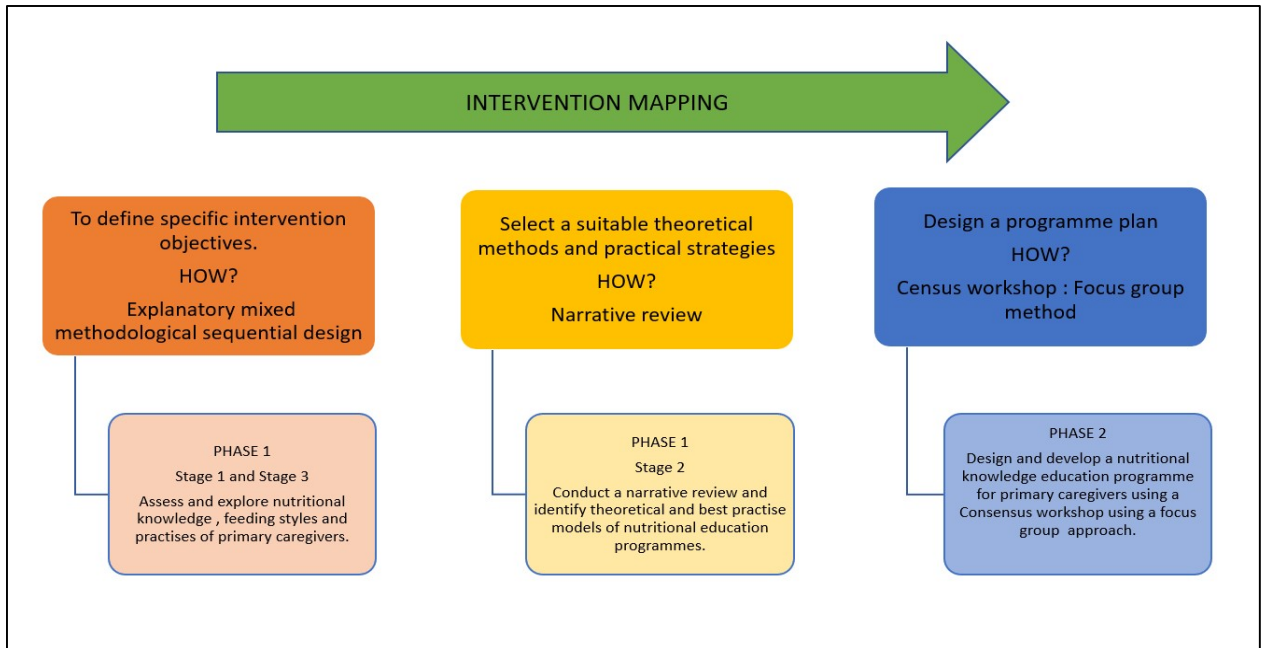 INTERVENTION MAPPING
To define specific intervention
objectives.
HOW?
Explanatory mixed
methodological sequential design
Select a suitable theoretical
methods and practical strategies
HOW?
Narrative review
Design a programme plan
HOW?
Census workshop : Focus group
method
PHASE 1
Stage 1 and Stage 3
Assess and explore nutritional
knowledge , feeding styles and
practises of primary caregivers.
PHASE 1
Stage 2
Conduct a narrative review and
identify theoretical and best practise
models of nutritional education
programmes.
PHASE 2
Design and develop a nutritional
knowledge education programme
for primary caregivers using a
Consensus workshop using a focus
group approach.